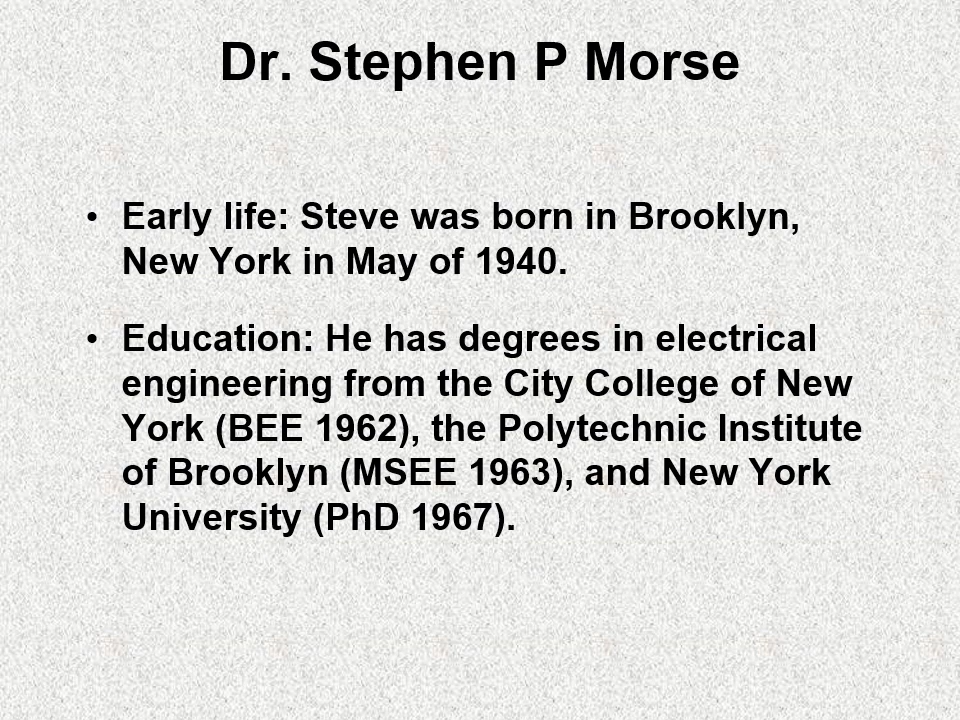 Dr. Stephen P Morse
• Early life: Steve was born in Brooklyn,
New York in May of 1940.
• Education: He has degrees in electrical
engineering from the City College of New
York (BEE 1962), the Polytechnic Institute
of Brooklyn (MSEE 1963), and New York
University (PhD 1967).